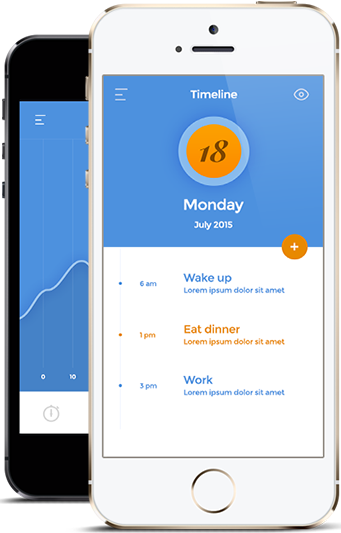 Timeline
18
Monday
July 2015
+
6 am
Wake up
Lorem ipsum dolor sit amet
1 pm
Eat dinner
Lorem ipsum dolor sit amet
3 pm
Work
Lorem ipsum dolor sit amet
0 10